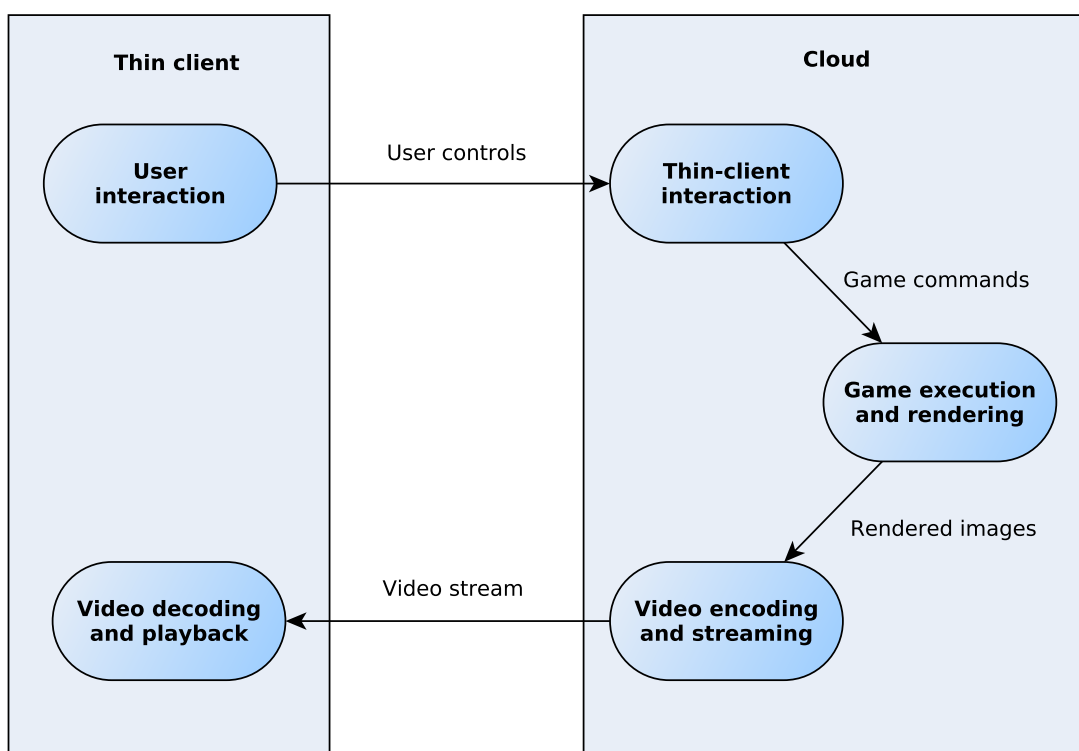 Thin client
Cloud
User
interaction
User controls
Thin-client
interaction
Game commands
Game execution
and rendering
Rendered images
Video encoding
and streaming
Video stream
Video decoding
and playback